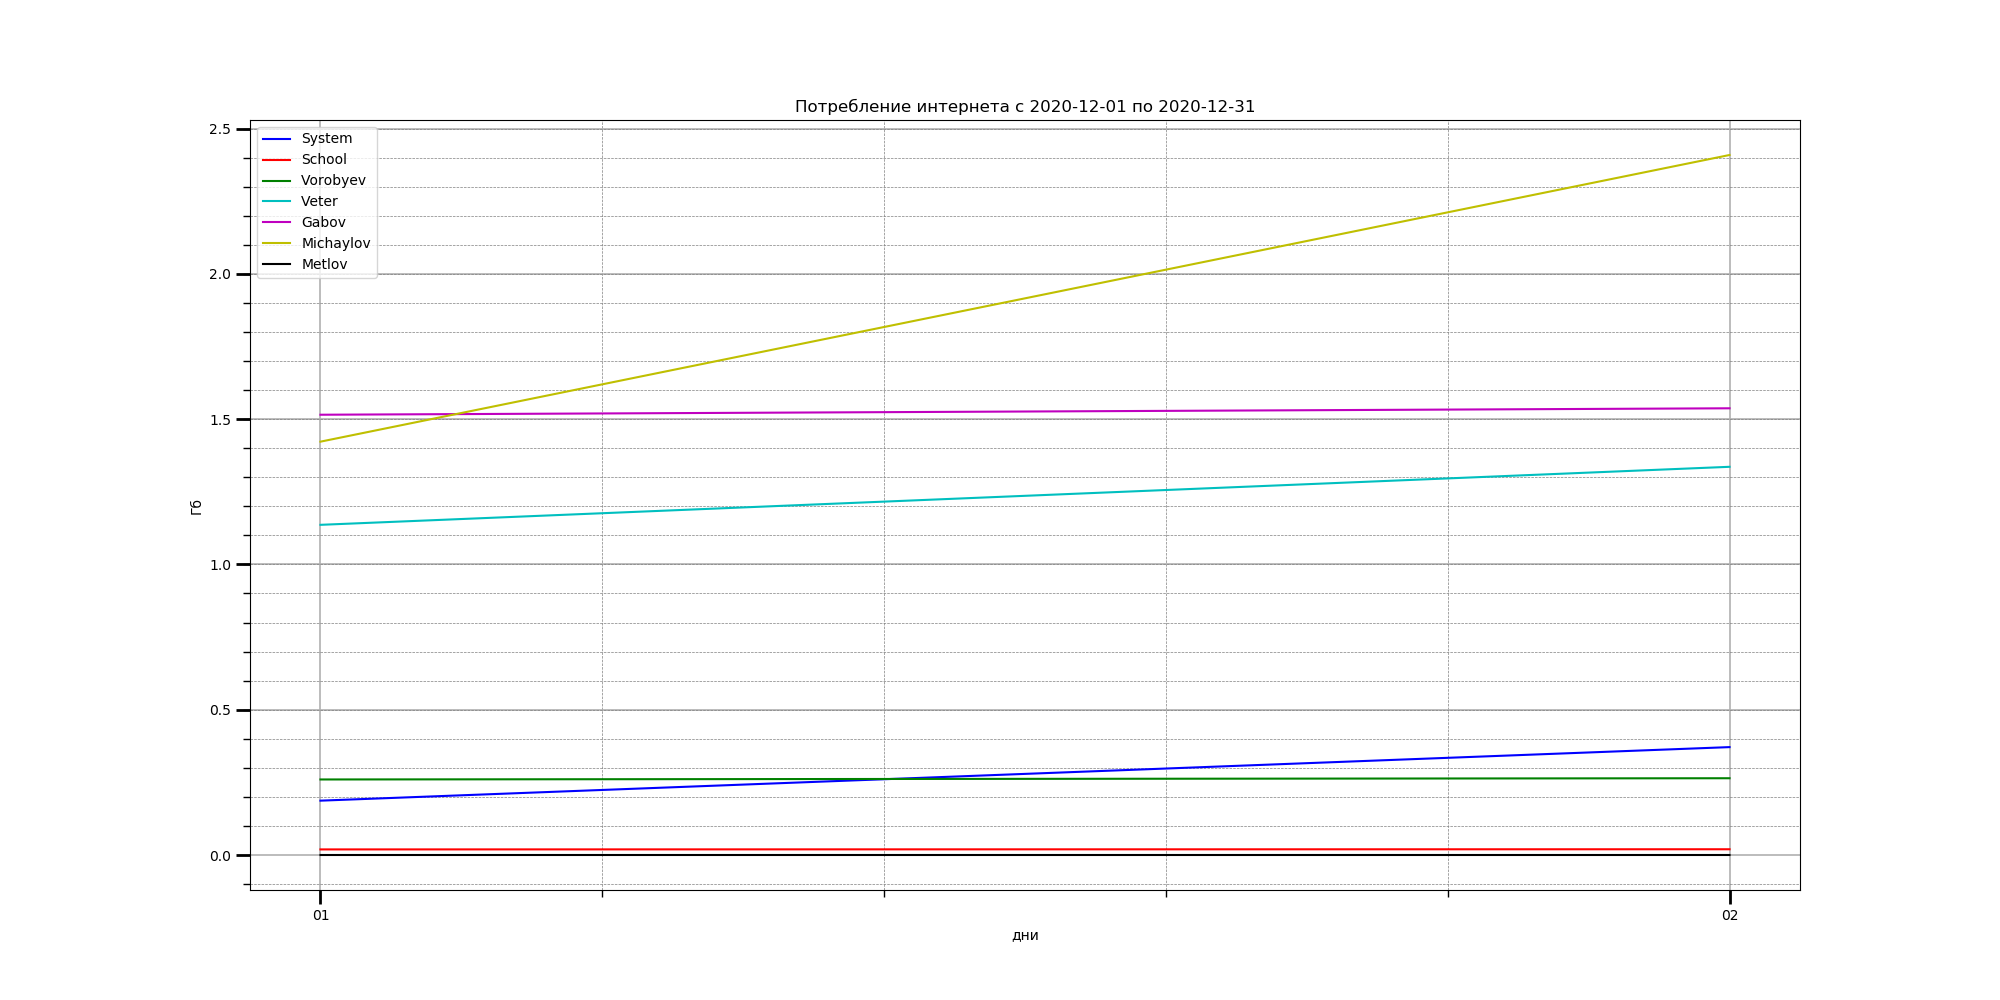 Потребление интернета с 2020-12-01 по 2020-12-31
2.5
2.0
1.5
1.0
0.5
0.0
Гб
System
School
Vorobyev
Veter
Gabov
Michaylov
Metlov
01
02
дни